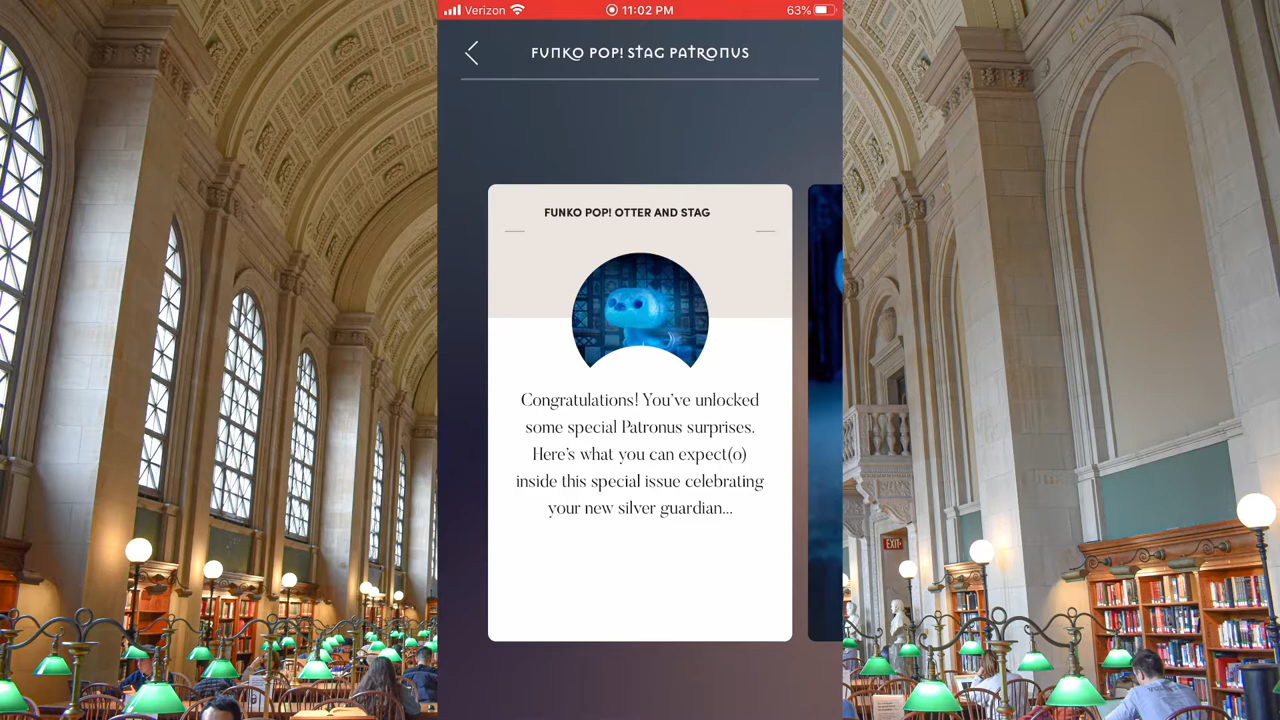 Verizon 11:02 PM 63%
FUNKO POP! STAG PATRONUS
FUNKO POP! OTTER AND STAG
Congratulations! You've unlocked
some special Patronus surprises.
Here's what you can expect(o)
inside this special issue celebrating
your new silver guardian...
EXIT